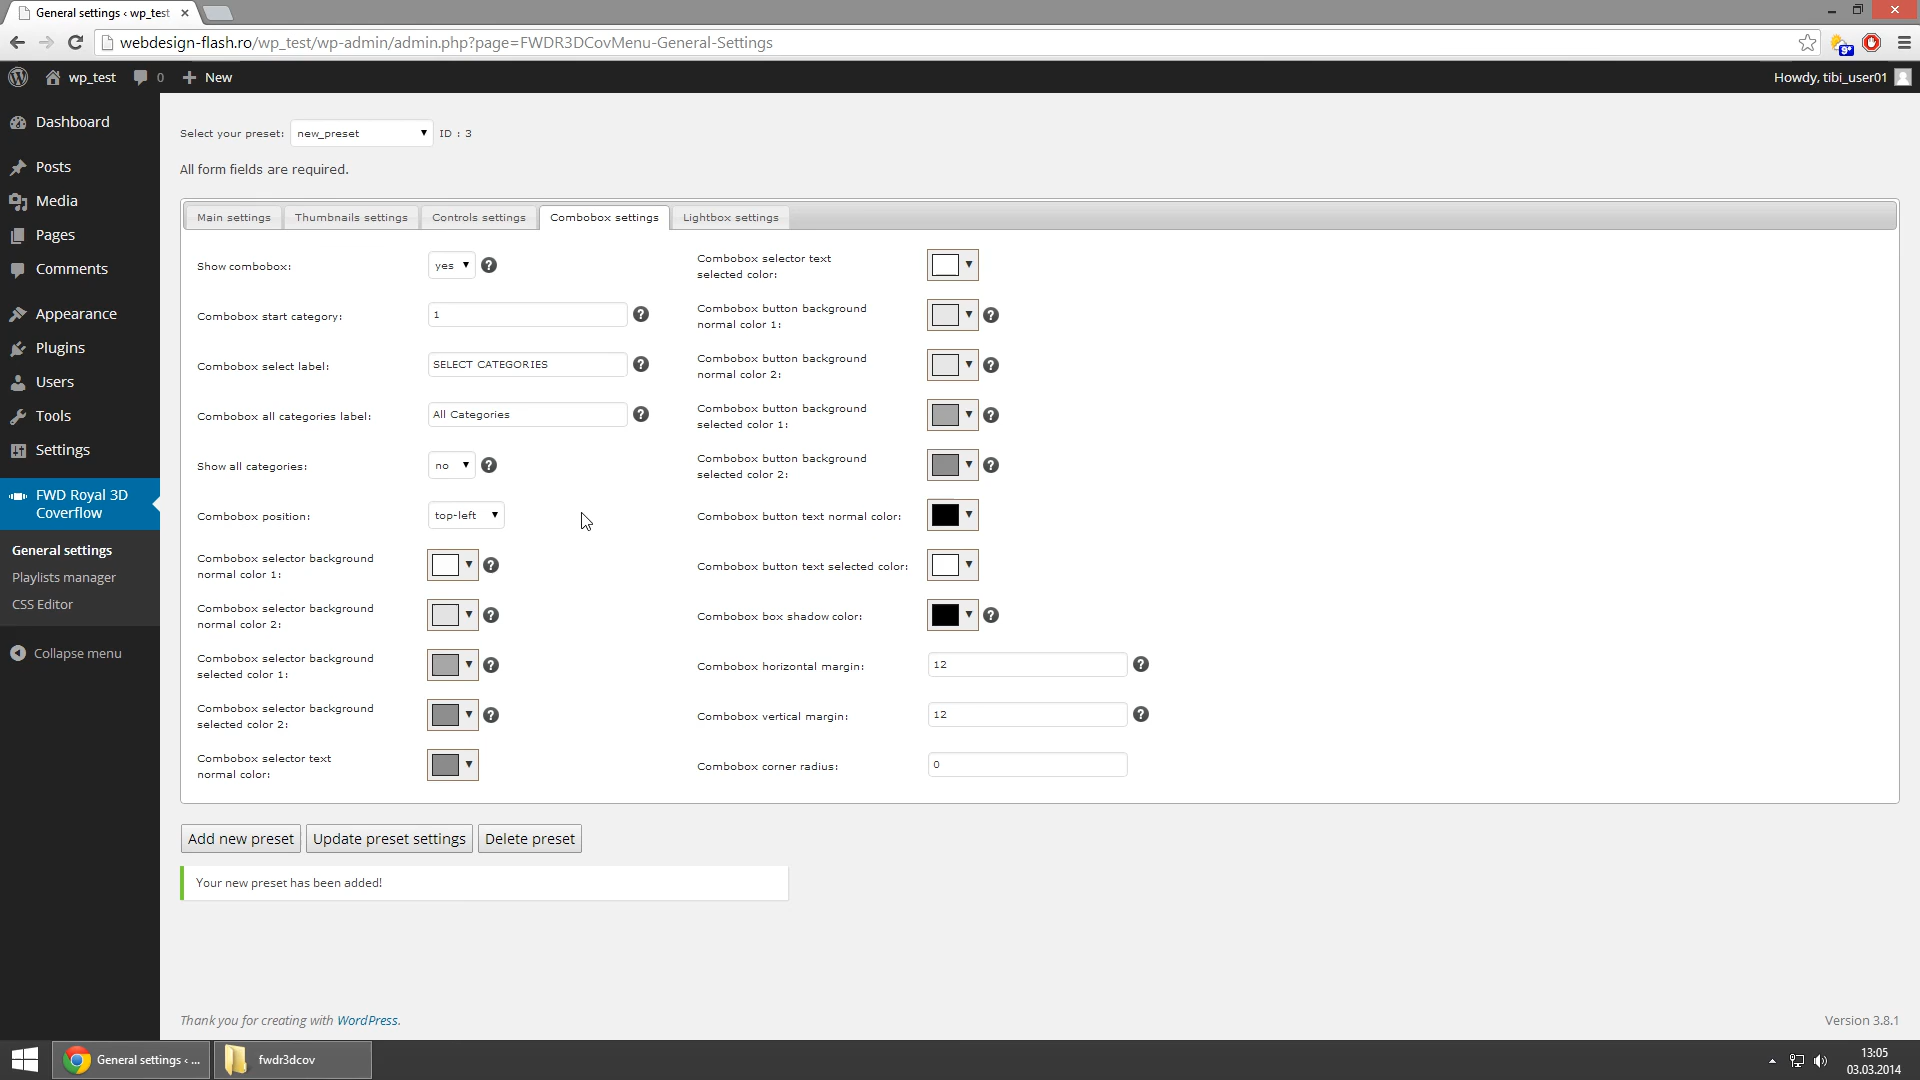 General settings ‹ wp_test
webdesign-flash.ro/wp_test/wp-admin/admin.php?page=FWDR3DCovMenu-General-Settings
9°
wp_test 0 New
Howdy, tibi_user01
Dashboard
Posts
Media
Pages
Comments
Appearance
Plugins
Users
Tools
Settings
FWD Royal 3D
Coverflow
General settings
Playlists manager
CSS Editor
Collapse menu
Select your preset: new_preset ID : 3
All form fields are required.
Main settings Thumbnails settings Controls settings Combobox settings Lightbox settings
Show combobox: yes ?
Combobox start category: 1 ?
Combobox select label: SELECT CATEGORIES ?
Combobox all categories label: All Categories ?
Show all categories: no ?
Combobox position: top-left
Combobox selector background
normal color 1: ?
Combobox selector background
normal color 2: ?
Combobox selector background
selected color 1: ?
Combobox selector background
selected color 2: ?
Combobox selector text
normal color:
Combobox selector text
selected color:
Combobox button background
normal color 1: ?
Combobox button background
normal color 2: ?
Combobox button background
selected color 1: ?
Combobox button background
selected color 2: ?
Combobox button text normal color:
Combobox button text selected color:
Combobox box shadow color: ?
Combobox horizontal margin: 12 ?
Combobox vertical margin: 12 ?
Combobox corner radius: 0
Add new preset Update preset settings Delete preset
Your new preset has been added!
Thank you for creating with WordPress.
Version 3.8.1
General settings ‹ ...
fwdr3dcov
13:05
03.03.2014